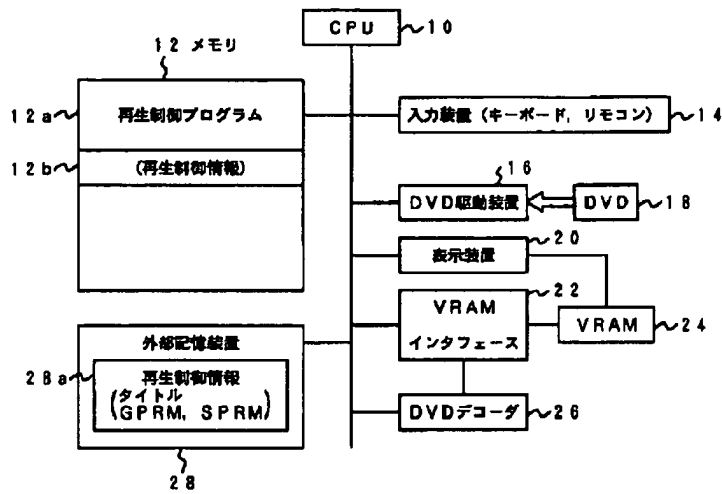 CPU
10
12 メモリ
12a
再生制御プログラム
12b
(再生制御情報)
入力装置(キーボード,リモコン)
14
16
DVD駆動装置
DVD
18
20
表示装置
22
VRAM
インタフェース
VRAM
24
外部記憶装置
28a
再生制御情報
(タイトル
GPRM, SPRM)
DVDデコーダ
26
28